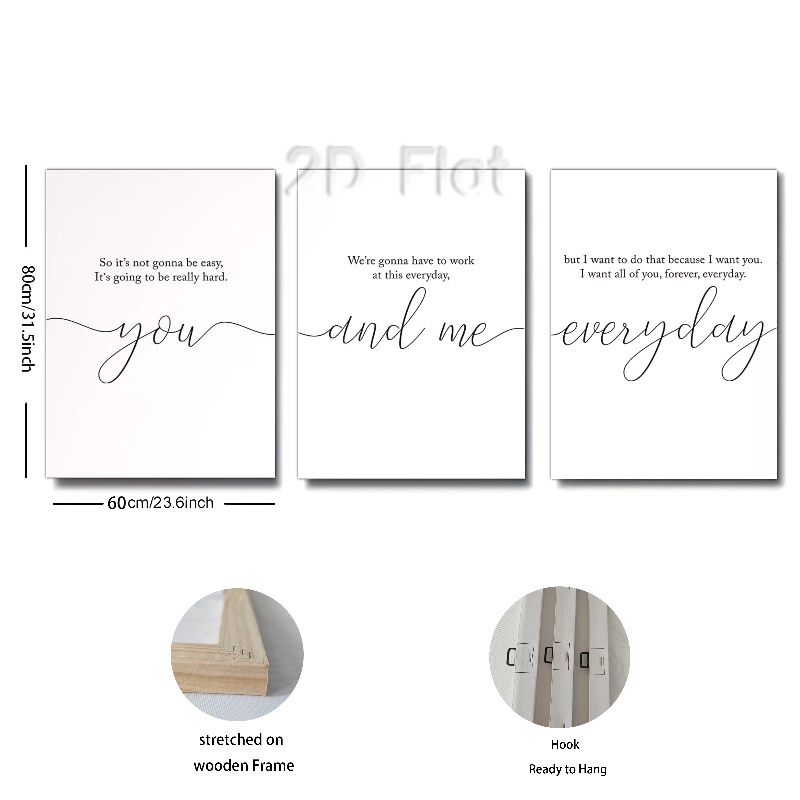 2D Flat
So it's not gonna be easy,
It's going to be really hard.
you
We're gonna have to work
at this everyday,
and me
but I want to do that because I want you.
I want all of you, forever, everyday.
everyday
80cm/31.5inch
60cm/23.6inch
stretched on
wooden Frame
Hook
Ready to Hang